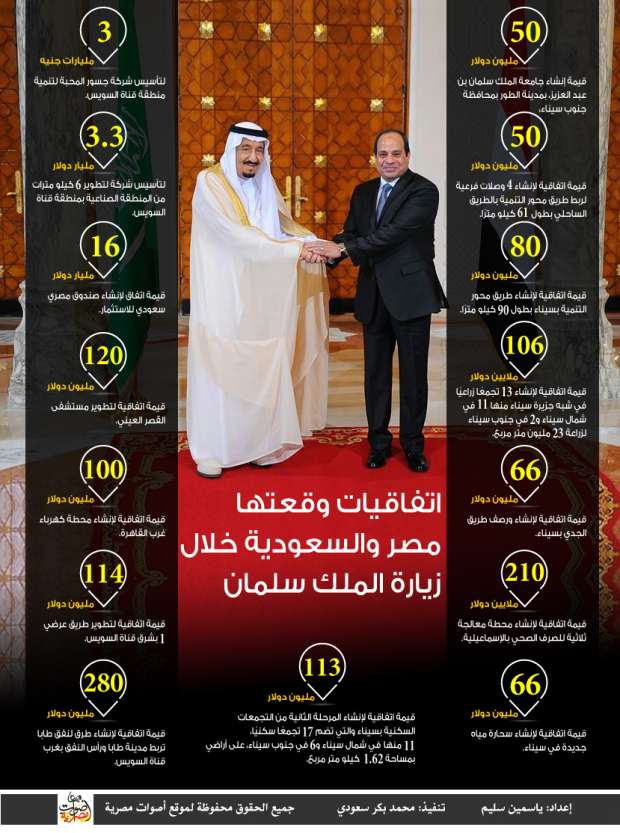 50
مليون دولار
قيمة إنشاء جامعة الملك سلمان بن
عبد العزيز، بمدينة الطور بمحافظة
جنوب سيناء.
50
مليون دولار
قيمة اتفاقية لإنشاء 4 وصلات فرعية
لربط طريق محور التنمية بالطريق
الساحلي بطول 61 كيلو مترًا.
80
مليون دولار
قيمة اتفاقية لإنشاء طريق محور
التنمية بسيناء بطول 90 كيلو مترًا.
106
ملايين دولار
قيمة اتفاقية لإنشاء 13 تجمعًا زراعيًا
في شبه جزيرة سيناء منها 11 في
شمال سيناء و2 في جنوب سيناء
لزراعة 23 مليون متر مربع.
66
مليون دولار
قيمة اتفاقية لإنشاء ورصف طريق
الجدي بسيناء.
210
ملايين دولار
قيمة اتفاقية لإنشاء محطة معالجة
ثلاثية للصرف الصحي بالإسماعيلية.
66
مليون دولار
قيمة اتفاقية لإنشاء سحارة مياه
جديدة في سيناء.
اتفاقيات وقعتها
مصر والسعودية خلال
زيارة الملك سلمان
113
مليون دولار
قيمة اتفاقية لإنشاء المرحلة الثانية من التجمعات
السكنية بسيناء والتي تضم 17 تجمعًا سكنيًا،
11 منها في شمال سيناء و6 في جنوب سيناء، على أراضي
بمساحة 1.62 كيلو متر مربع.
3
مليارات جنيه
لتأسيس شركة جسور المحبة لتنمية
منطقة قناة السويس.
3.3
مليار دولار
لتأسيس شركة لتطوير 6 كيلو مترات
من المنطقة الصناعية بمنطقة قناة
السويس.
16
مليار دولار
قيمة اتفاق لإنشاء صندوق مصري
سعودي للاستثمار.
120
مليون دولار
قيمة اتفاقية لتطوير مستشفى
القصر العيني.
100
مليون دولار
قيمة اتفاقية لإنشاء محطة كهرباء
غرب القاهرة.
114
مليون دولار
قيمة اتفاقية لتطوير طريق عرضي
1 بشرق قناة السويس.
280
مليون دولار
قيمة اتفاقية لإنشاء طرق لنفق طابا
تربط مدينة طابا ورأس النفق بغرب
قناة السويس.
إعداد: ياسمين سليم تنفيذ: محمد بكر سعودي جميع الحقوق محفوظة لموقع أصوات مصرية
أصوات مصرية